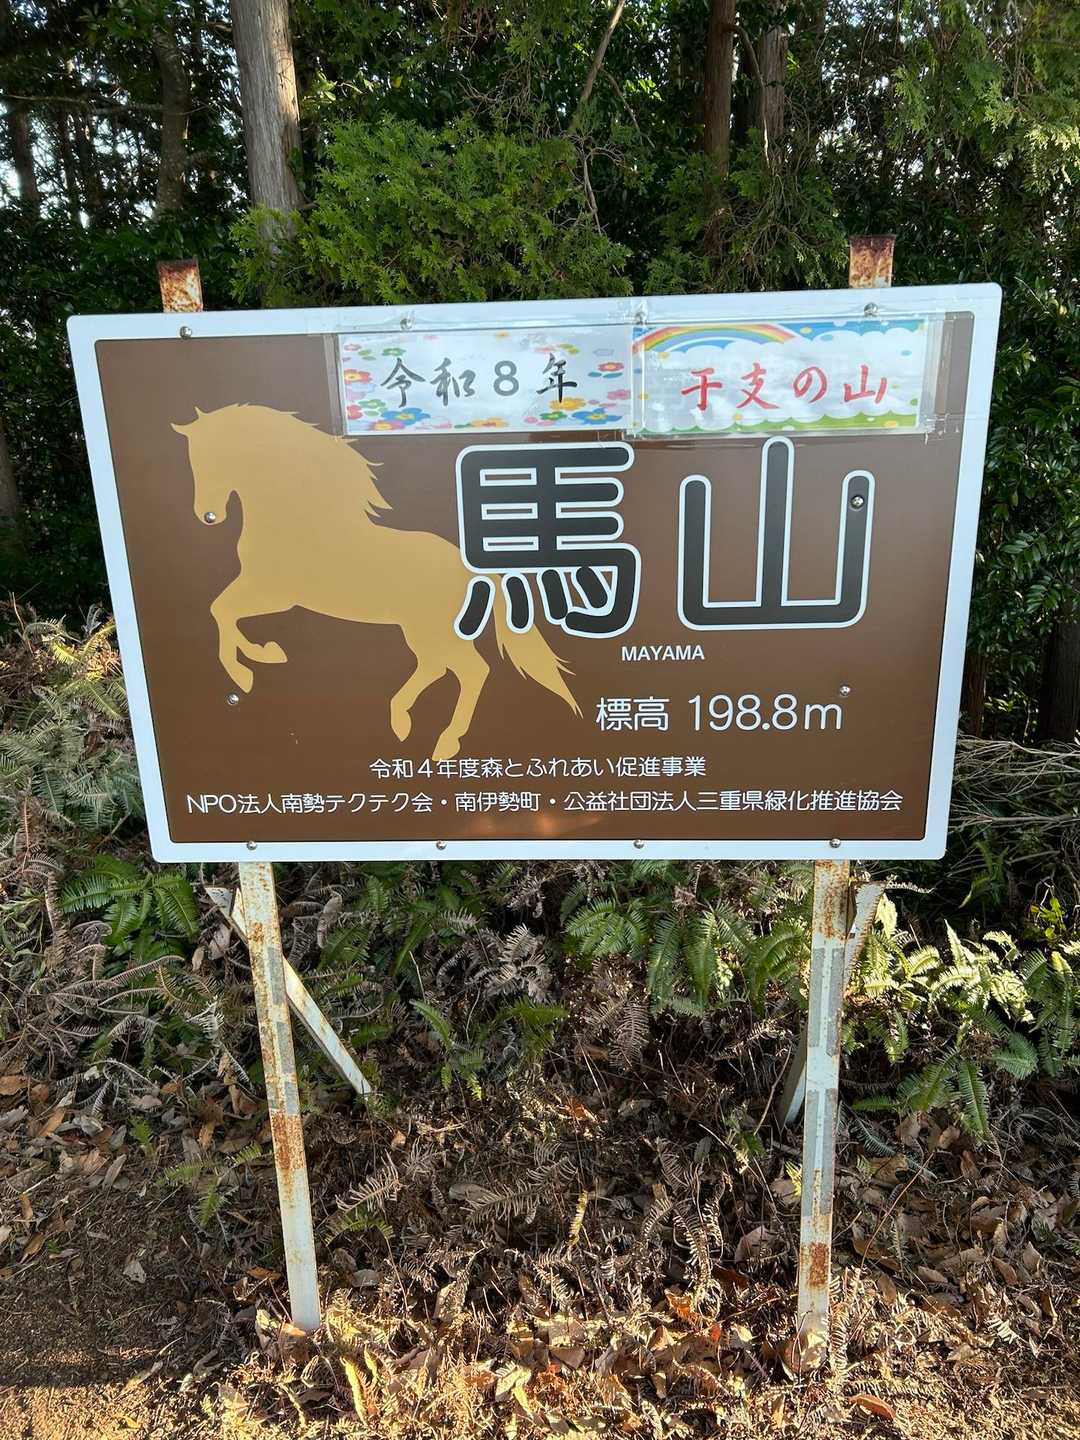 令和8年
干支の山
馬山
MAYAMA
標高 198.8m
令和4年度森とふれあい促進事業
NPO法人南勢テクテク会・南伊勢町・公益社団法人三重県緑化推進協会